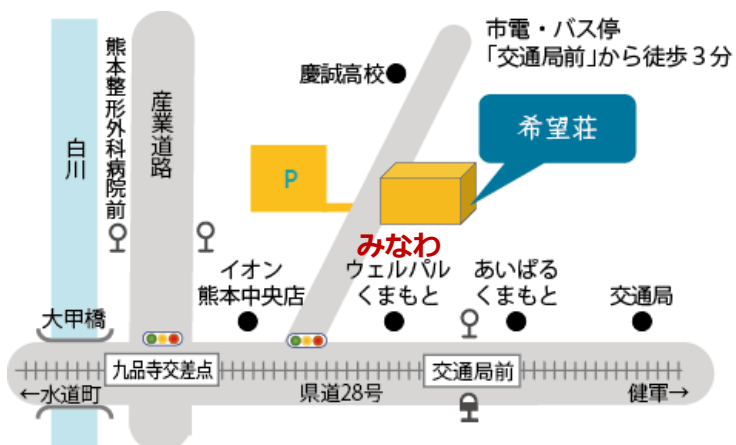 市電・バス停
「交通局前」から徒歩３分
慶誠高校
希望荘
熊本整形外科病院前
産業道路
白川
P
みなわ
イオン
熊本中央店
ウェルパル
くまもと
あいぱる
くまもと
交通局
大甲橋
九品寺交差点
交通局前
←水道町
県道28号
健軍→